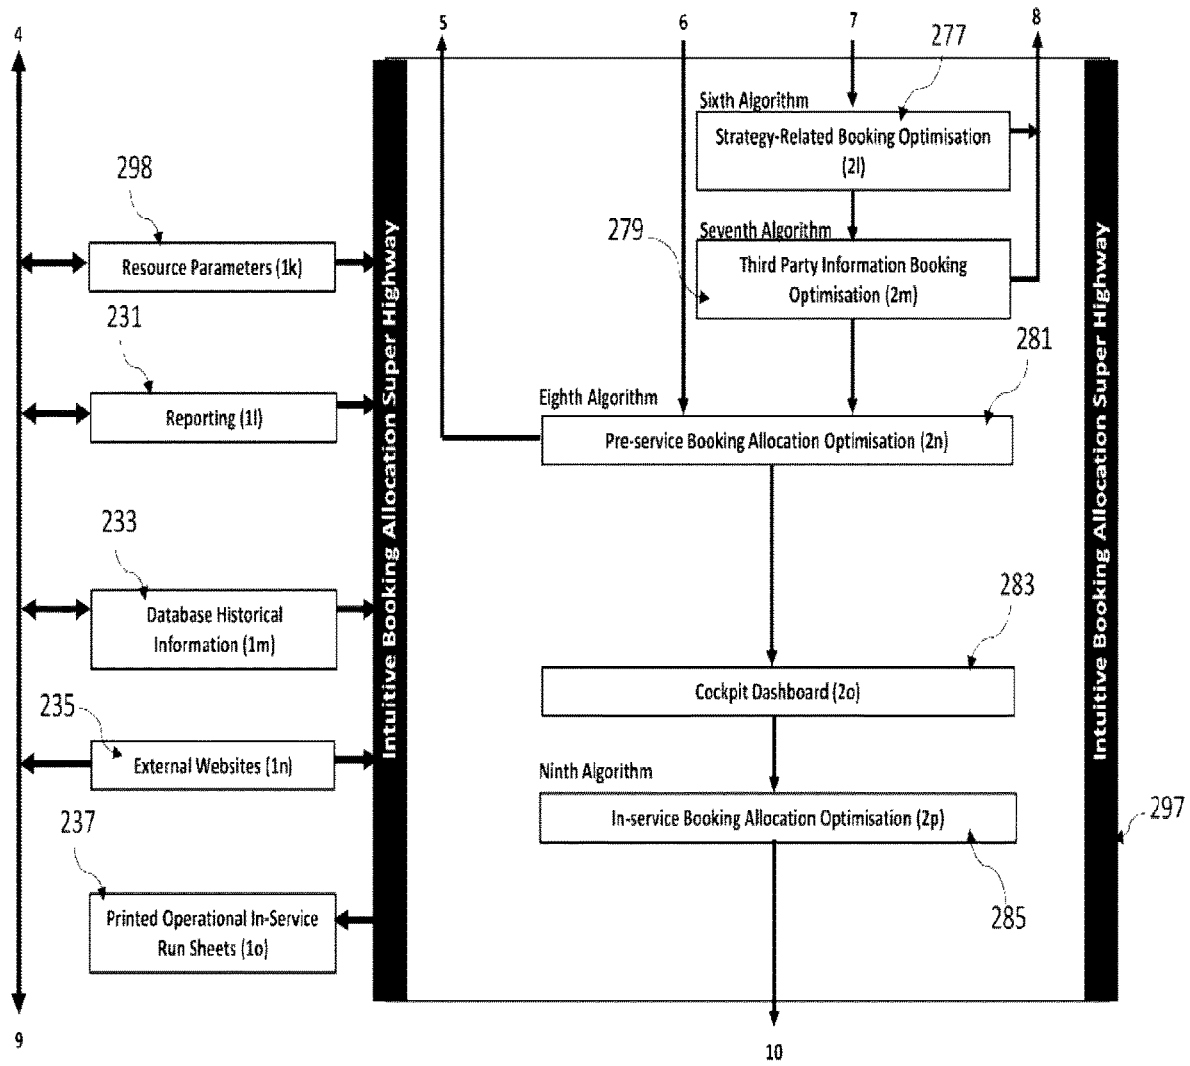 4
5
6
7
8
277
Sixth Algorithm
Strategy-Related Booking Optimisation
(2l)
298
Resource Parameters (1k)
279
Seventh Algorithm
Third Party Information Booking
Optimisation (2m)
231
Reporting (1l)
281
Eighth Algorithm
Pre-service Booking Allocation Optimisation (2n)
Intuitive Booking Allocation Super Highway
Intuitive Booking Allocation Super Highway
233
Database Historical
Information (1m)
283
Cockpit Dashboard (2o)
235
External Websites (1n)
Ninth Algorithm
In-service Booking Allocation Optimisation (2p)
297
237
Printed Operational In-Service
Run Sheets (1o)
285
9
10